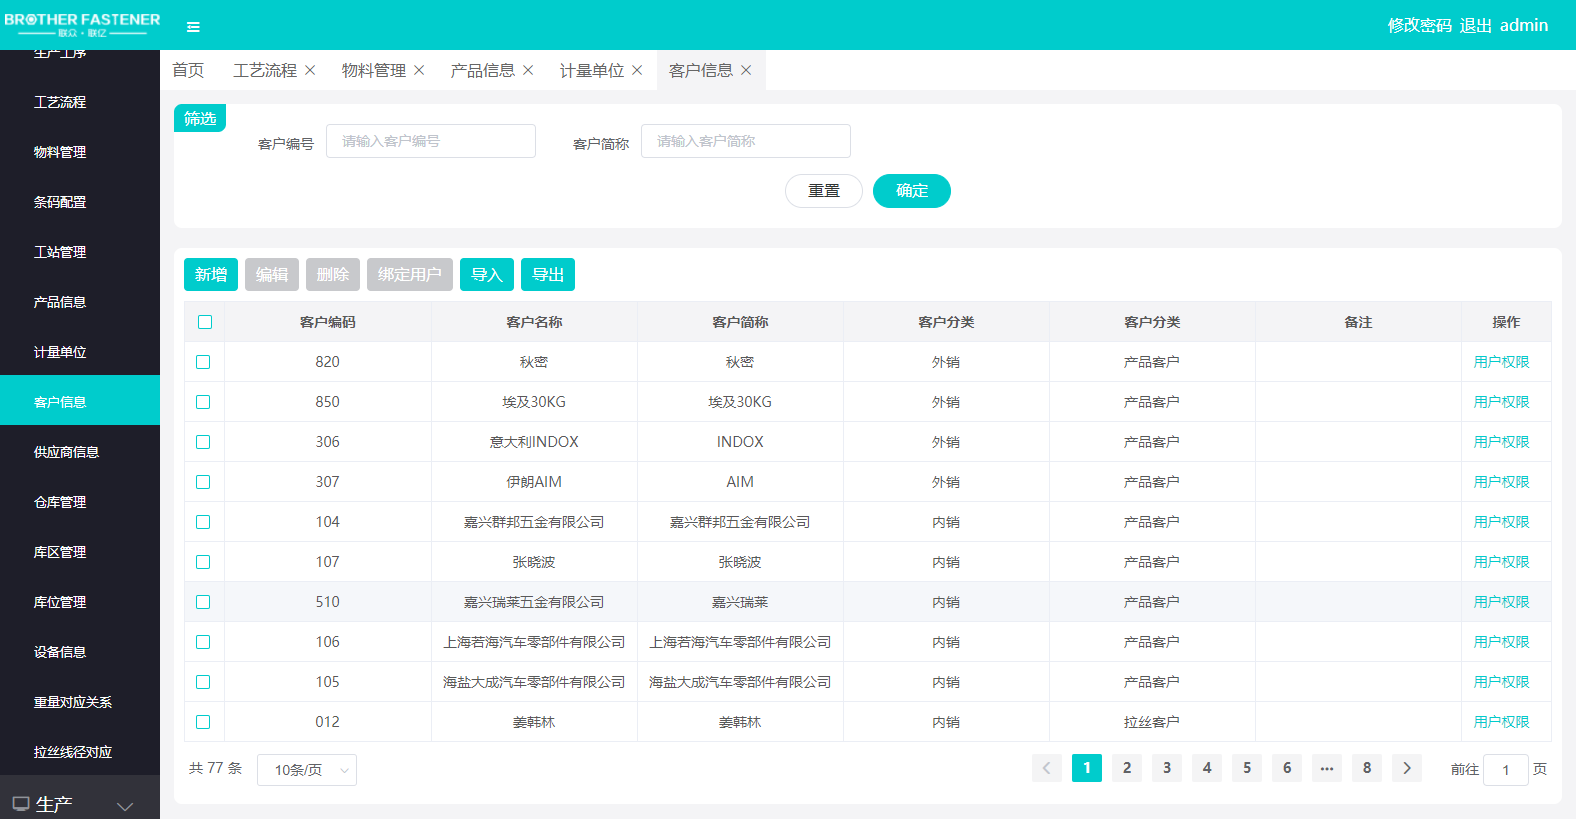 BROTHER FASTENER
联众·联亿
修改密码 退出 admin
生产工序
工艺流程
物料管理
条码配置
工站管理
产品信息
计量单位
客户信息
供应商信息
仓库管理
库区管理
库位管理
设备信息
重量对应关系
拉丝线径对应
生产
首页 工艺流程 物料管理 产品信息 计量单位 客户信息
筛选
客户编号 请输入客户编号 客户简称 请输入客户简称
重置 确定
新增 编辑 删除 绑定用户 导入 导出
客户编码 客户名称 客户简称 客户分类 客户分类 备注 操作
820 秋密 秋密 外销 产品客户 用户权限
850 埃及30KG 埃及30KG 外销 产品客户 用户权限
306 意大利INDOX INDOX 外销 产品客户 用户权限
307 伊朗AIM AIM 外销 产品客户 用户权限
104 嘉兴群邦五金有限公司 嘉兴群邦五金有限公司 内销 产品客户 用户权限
107 张晓波 张晓波 内销 产品客户 用户权限
510 嘉兴瑞莱五金有限公司 嘉兴瑞莱 内销 产品客户 用户权限
106 上海若海汽车零部件有限公司 上海若海汽车零部件有限公司 内销 产品客户 用户权限
105 海盐大成汽车零部件有限公司 海盐大成汽车零部件有限公司 内销 产品客户 用户权限
012 姜韩林 姜韩林 内销 拉丝客户 用户权限
共 77 条 10条/页 1 2 3 4 5 6 ··· 8 前往 1 页